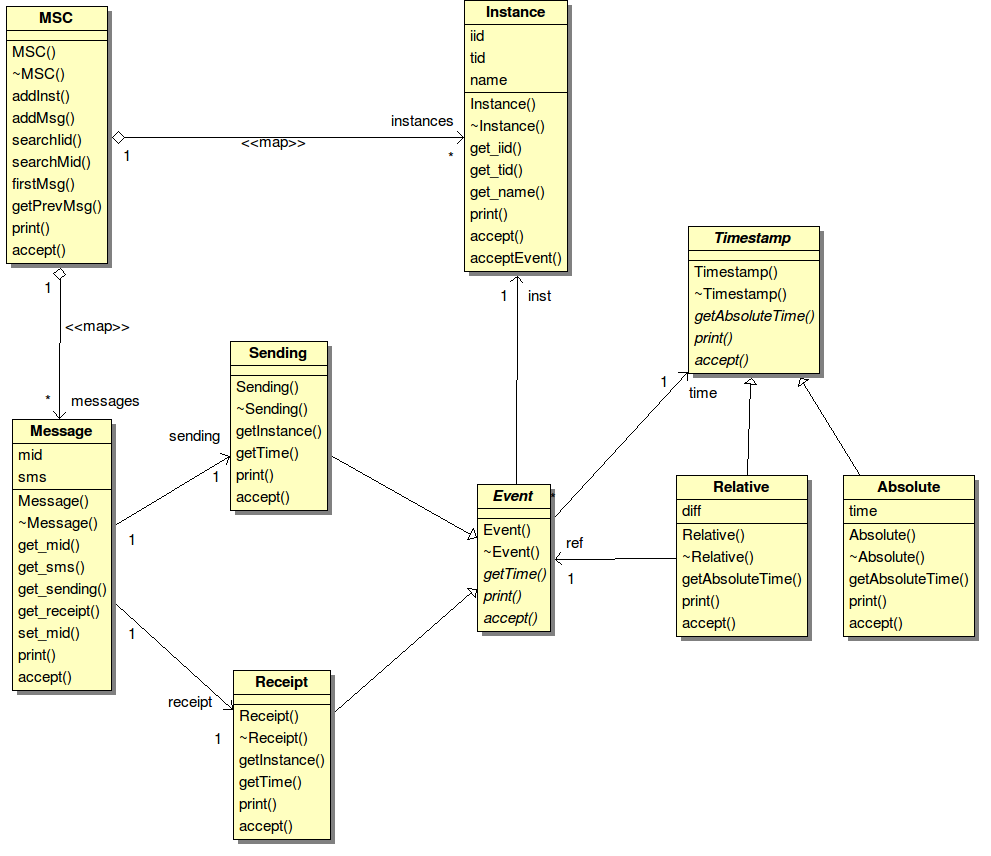 MSC
MSC()
~MSC()
addInst()
addMsg()
searchIid()
searchMid()
firstMsg()
getPrevMsg()
print()
accept()
1
<<map>>
instances
*
Instance
iid
tid
name
Instance()
~Instance()
get_iid()
get_tid()
get_name()
print()
accept()
acceptEvent()
1
<<map>>
* messages
1 inst
Timestamp
Timestamp()
~Timestamp()
getAbsoluteTime()
print()
accept()
1
time
Sending
Sending()
~Sending()
getInstance()
getTime()
print()
accept()
sending
1
Message
mid
sms
Message()
~Message()
get_mid()
get_sms()
get_sending()
get_receipt()
set_mid()
print()
accept()
1
1
receipt
1
Receipt
Receipt()
~Receipt()
getInstance()
getTime()
print()
accept()
Event
*
Event()
~Event()
getTime()
print()
accept()
ref
1
Relative
diff
Relative()
~Relative()
getAbsoluteTime()
print()
accept()
Absolute
time
Absolute()
~Absolute()
getAbsoluteTime()
print()
accept()